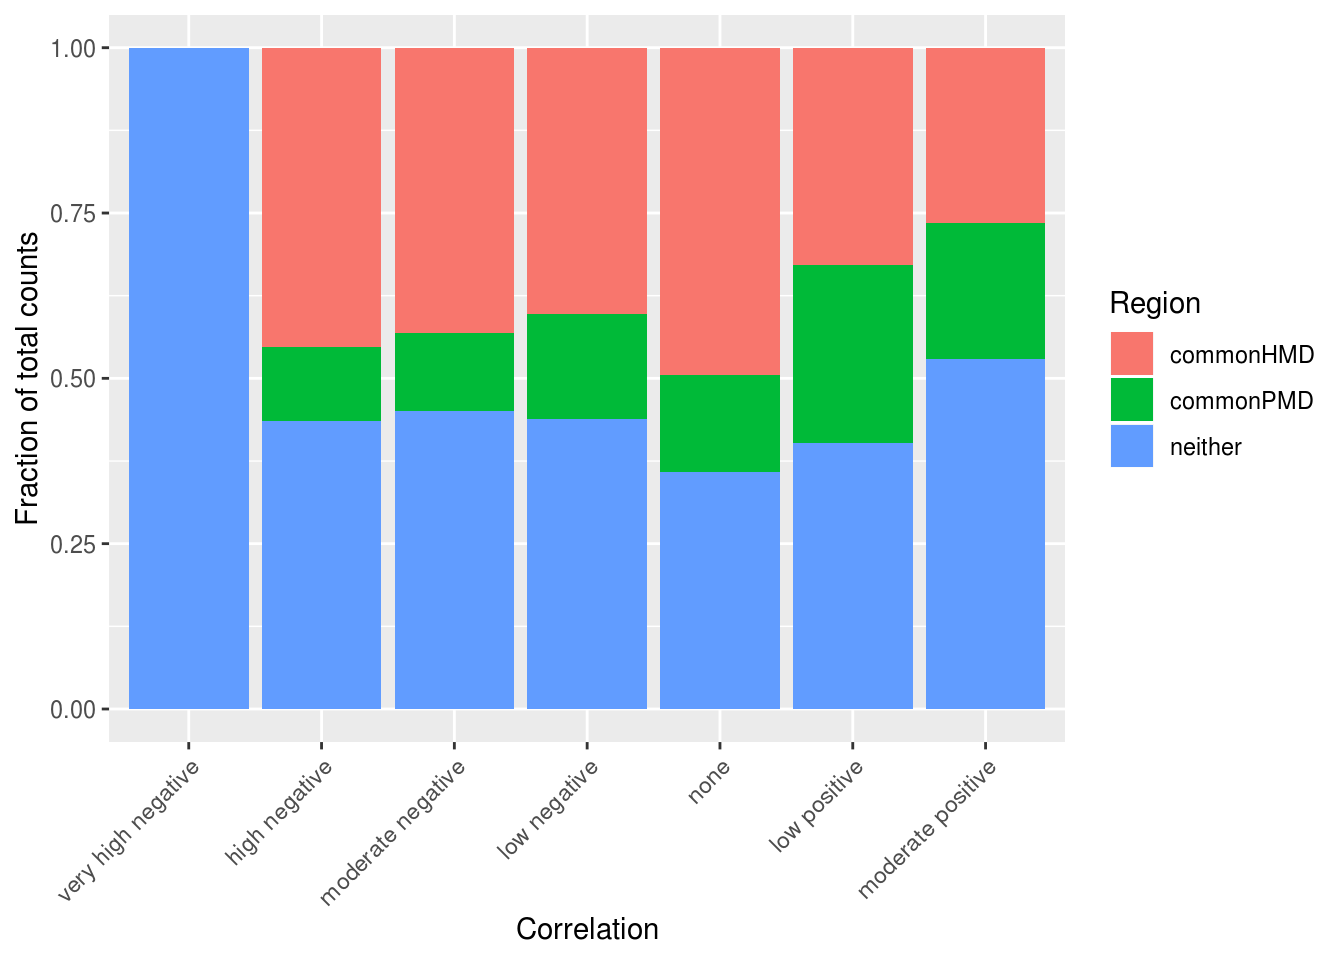 Fraction of total counts
1.00
0.75
0.50
0.25
0.00
very high negative
high negative
moderate negative
low negative
none
low positive
moderate positive
Correlation
Region
commonHMD
commonPMD
neither